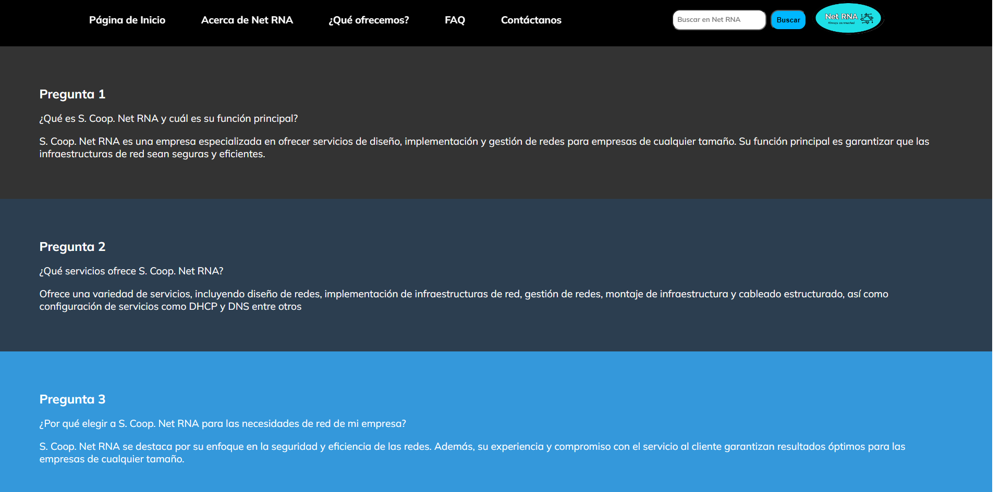 Página de Inicio Acerca de Net RNA ¿Qué ofrecemos? FAQ Contáctanos Buscar en Net RNA Buscar Net RNA
Always connected
Pregunta 1
¿Qué es S. Coop. Net RNA y cuál es su función principal?
S. Coop. Net RNA es una empresa especializada en ofrecer servicios de diseño, implementación y gestión de redes para empresas de cualquier tamaño. Su función principal es garantizar que las
infraestructuras de red sean seguras y eficientes.
Pregunta 2
¿Qué servicios ofrece S. Coop. Net RNA?
Ofrece una variedad de servicios, incluyendo diseño de redes, implementación de infraestructuras de red, gestión de redes, montaje de infraestructura y cableado estructurado, así como
configuración de servicios como DHCP y DNS entre otros
Pregunta 3
¿Por qué elegir a S. Coop. Net RNA para las necesidades de red de mi empresa?
S. Coop. Net RNA se destaca por su enfoque en la seguridad y eficiencia de las redes. Además, su experiencia y compromiso con el servicio al cliente garantizan resultados óptimos para las
empresas de cualquier tamaño.